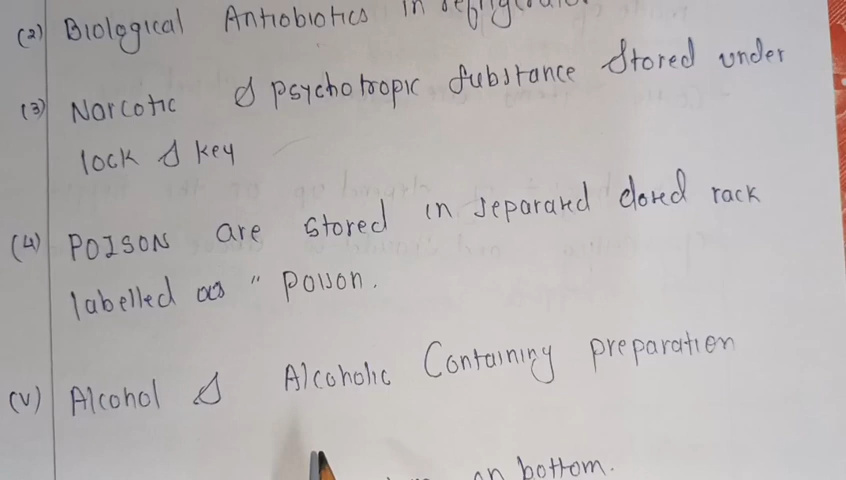 (2) Biological Antiobiotics in
(3) Narcotic & psychotropic substance stored under
lock & key
(4) POISON are stored in separated closed rack
labelled as " Poison.
(V) Alcohol & Alcoholic Containing preparation
on bottom.